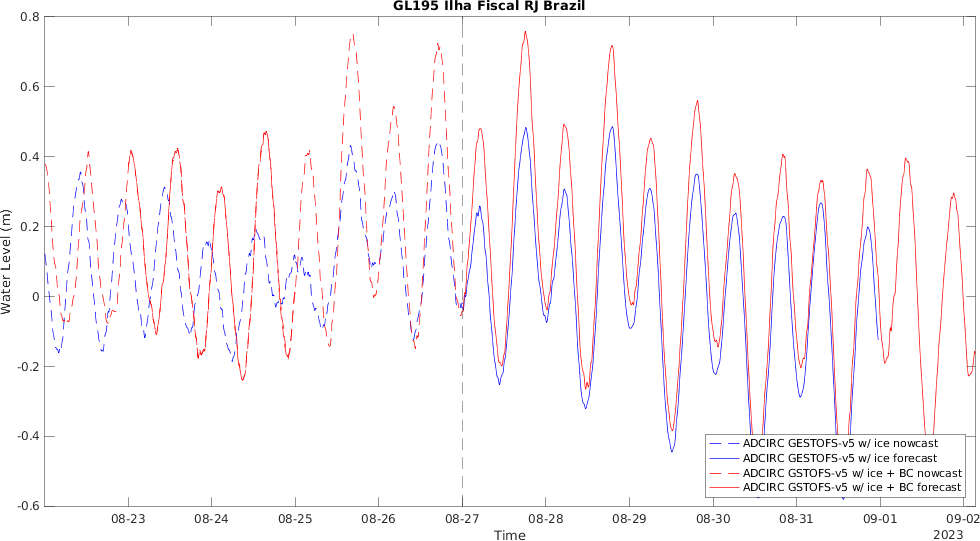 GL195 Ilha Fiscal RJ Brazil
0.8
0.6
0.4
0.2
0
-0.2
-0.4
-0.6
Water Level (m)
ADCIRC GESTOFS-v5 w/ ice nowcast
ADCIRC GESTOFS-v5 w/ ice forecast
ADCIRC GSTOFS-v5 w/ ice + BC nowcast
ADCIRC GSTOFS-v5 w/ ice + BC forecast
08-23 08-24 08-25 08-26 08-27 08-28 08-29 08-30 08-31 09-01 09-02
Time
2023